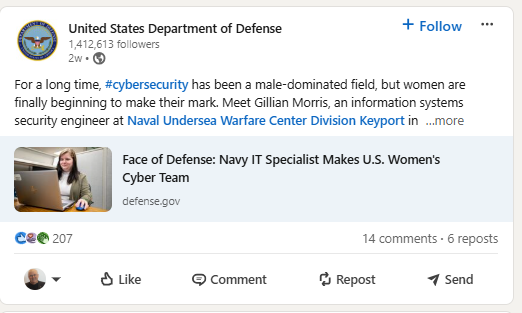 United States Department of Defense
1,412,613 followers
2w •
+ Follow
•••
For a long time, #cybersecurity has been a male-dominated field, but women are
finally beginning to make their mark. Meet Gillian Morris, an information systems
security engineer at Naval Undersea Warfare Center Division Keyport in …more
Face of Defense: Navy IT Specialist Makes U.S. Women's
Cyber Team
defense.gov
207
14 comments • 6 reposts
Like
Comment
Repost
Send